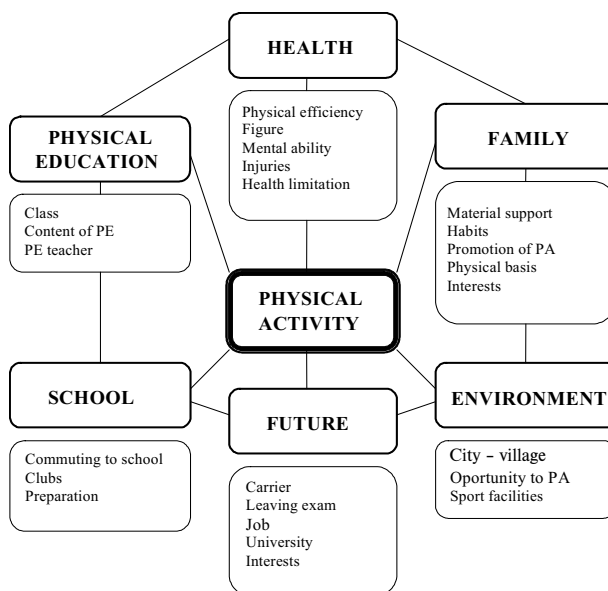 HEALTH
Physical efficiency
Figure
Mental ability
Injuries
Health limitation
PHYSICAL
EDUCATION
Class
Content of PE
PE teacher
FAMILY
Material support
Habits
Promotion of PA
Physical basis
Interests
PHYSICAL
ACTIVITY
SCHOOL
Commuting to school
Clubs
Preparation
FUTURE
Carrier
Leaving exam
Job
University
Interests
ENVIRONMENT
City – village
Oportunity to PA
Sport facilities